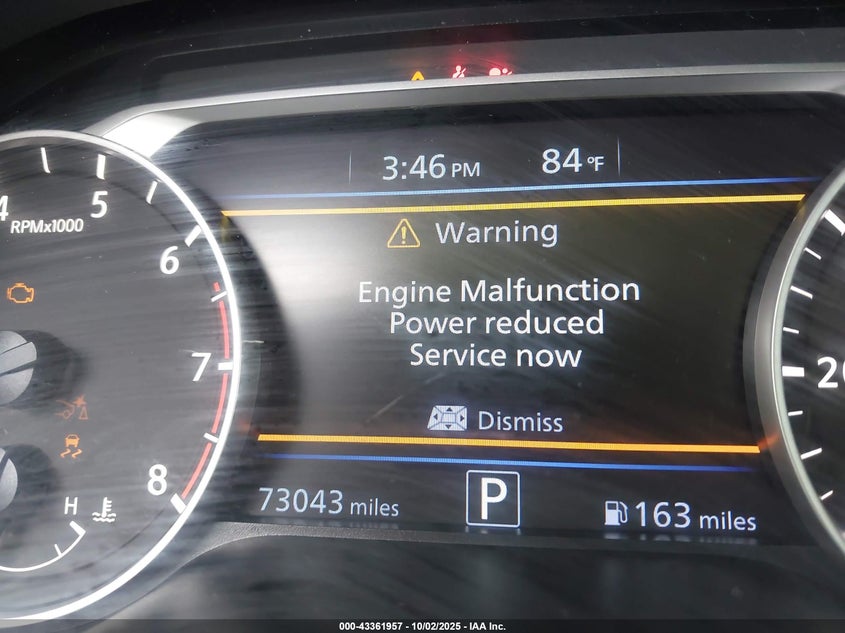 3:46 PM 84 °F
4 5
RPMx1000
Warning
6
Engine Malfunction
Power reduced
Service now
7
20
Dismiss
8
H
73043 miles P 163 miles
000-43361957 - 10/02/2025 - IAA Inc.